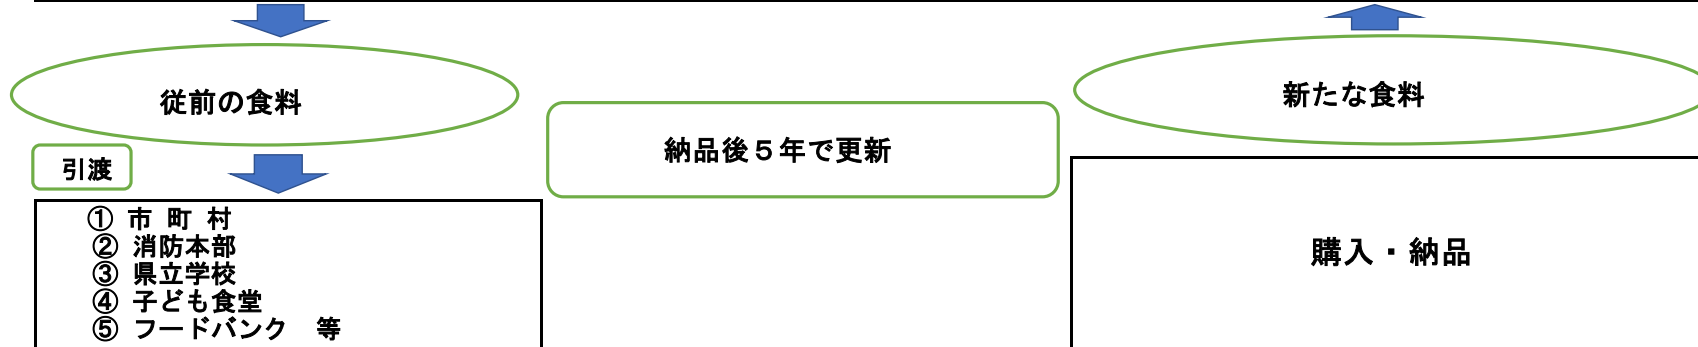 従前の食料
新たな食料
納品後５年で更新
引渡
① 市 町 村
② 消防本部
③ 県立学校
④ 子ども食堂
⑤ フードバンク　等
購入・納品